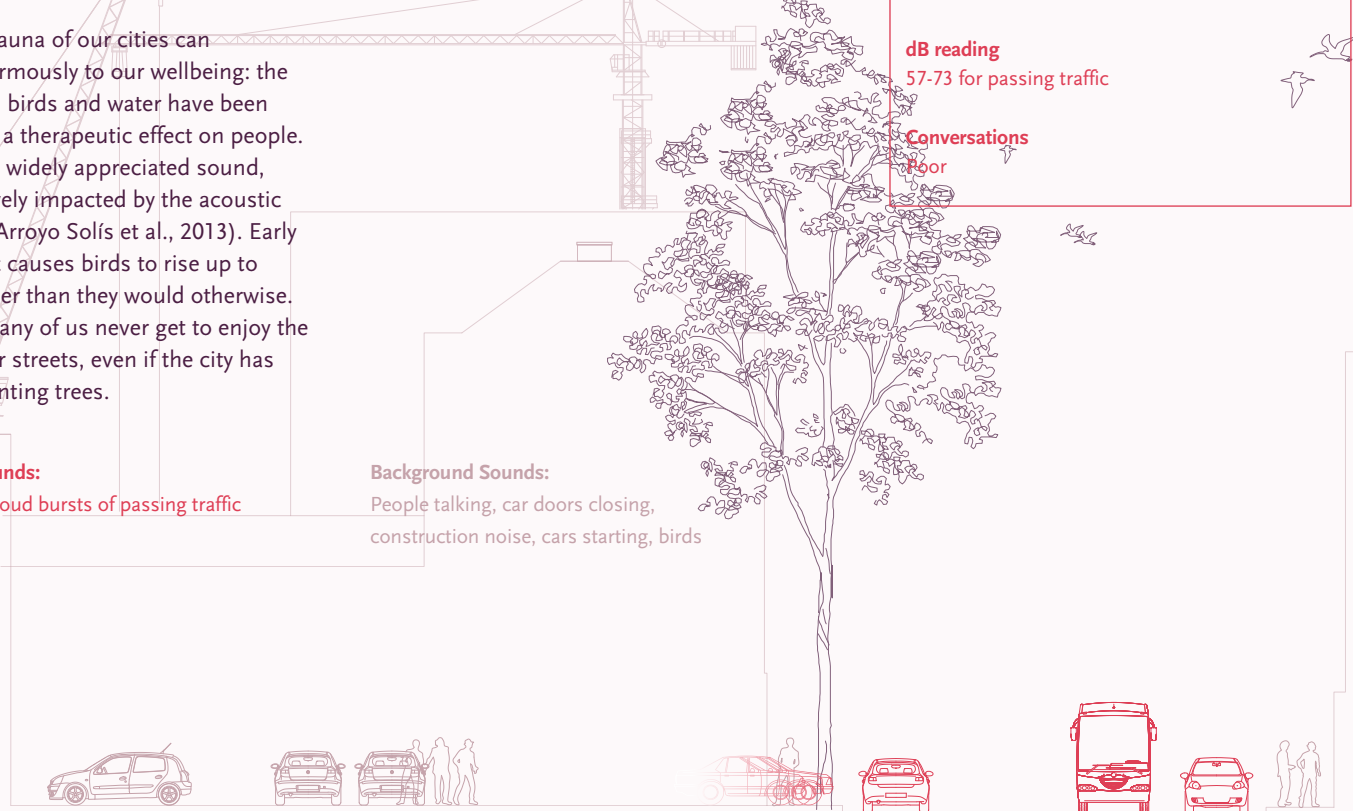 auna of our cities can
rmously to our wellbeing: the
birds and water have been
a therapeutic effect on people.
widely appreciated sound,
ely impacted by the acoustic
Arroyo Solís et al., 2013). Early
causes birds to rise up to
er than they would otherwise.
any of us never get to enjoy the
r streets, even if the city has
nting trees.
unds:
oud bursts of passing traffic
Background Sounds:
People talking, car doors closing,
construction noise, cars starting, birds
dB reading
57-73 for passing traffic
Conversations
Poor